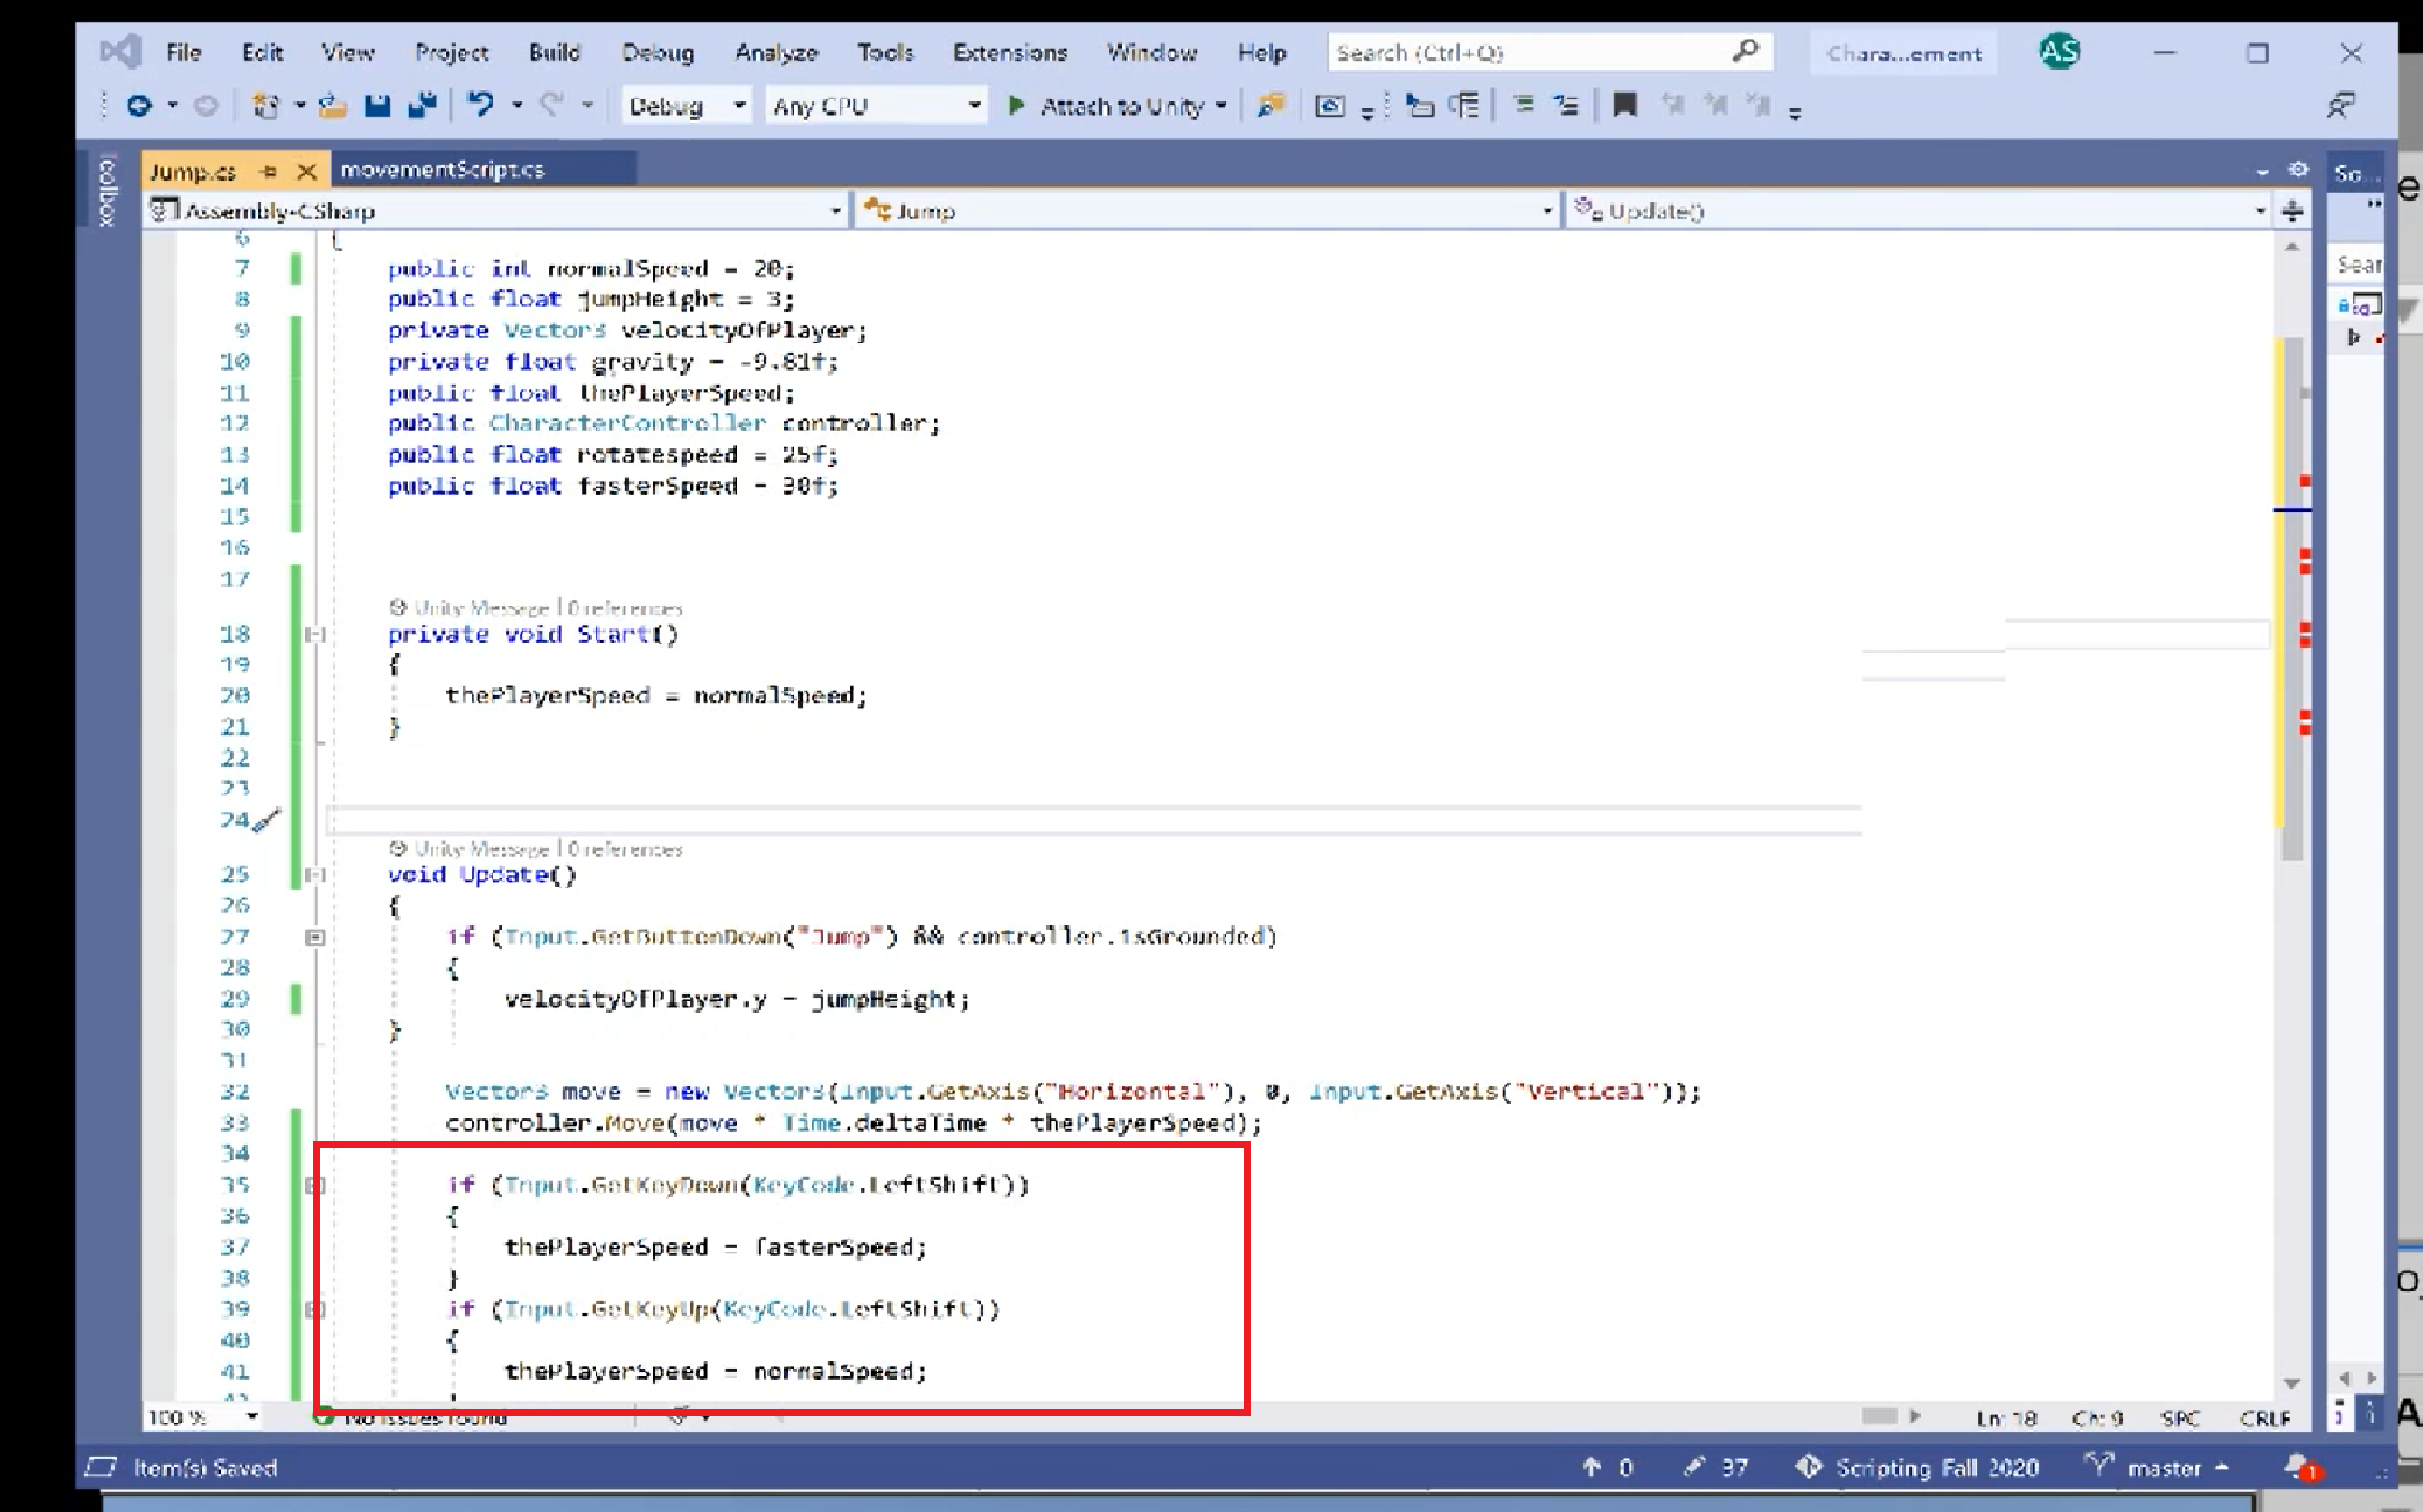 File Edit View Project Build Debug Analyze Tools Extensions Window Help Search (Ctrl+Q) Chara...ement AS
Debug Any CPU Attach to Unity
Toolbox
Jump.cs movementScript.cs So...
Assembly-CSharp Jump Update()
6 {
7 public int normalSpeed = 20;
Sear
8 public float jumpHeight = 3;
9 private Vector3 velocityOfPlayer;
10 private float gravity = -9.81f;
11 public float thePlayerSpeed;
12 public CharacterController controller;
13 public float rotatespeed = 25f;
14 public float fasterSpeed = 30f;
15
16
17
Unity Message | 0 references
18 private void Start()
19 {
20 thePlayerSpeed = normalSpeed;
21 }
22
23
24
Unity Message | 0 references
25 void Update()
26 {
27 if (Input.GetButtonDown("Jump") && controller.isGrounded)
28 {
29 velocityOfPlayer.y = jumpHeight;
30 }
31
32 Vector3 move = new Vector3(Input.GetAxis("Horizontal"), 0, Input.GetAxis("Vertical"));
33 controller.Move(move * Time.deltaTime * thePlayerSpeed);
34
35 if (Input.GetKeyDown(KeyCode.LeftShift))
36 {
37 thePlayerSpeed = fasterSpeed;
38 }
39 if (Input.GetKeyUp(KeyCode.LeftShift))
40 {
41 thePlayerSpeed = normalSpeed;
100 % No issues found Ln: 18 Ch: 9 SPC CRLF
Item(s) Saved 0 37 Scripting Fall 2020 master 1